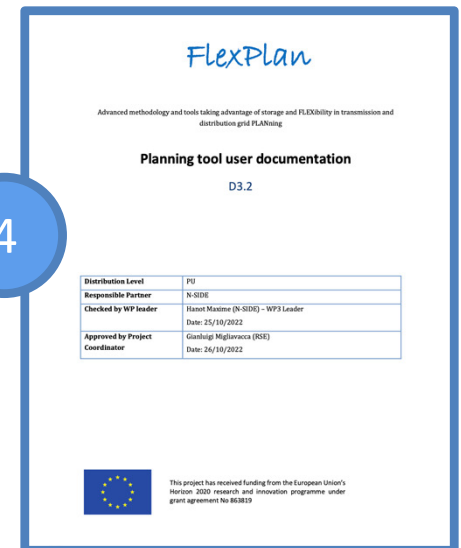 FlexPlan
Advanced methodology and tools taking advantage of storage and FLEXibility in transmission and
distribution grid PLANning
Planning tool user documentation
D3.2
4
Distribution Level PU
Responsible Partner N-SIDE
Checked by WP leader Hanot Maxime (N-SIDE) – WP3 Leader
Date: 25/10/2022
Approved by Project Gianluigi Migliavacca (RSE)
Coordinator Date: 26/10/2022
This project has received funding from the European Union's
Horizon 2020 research and innovation programme under
grant agreement No 863819